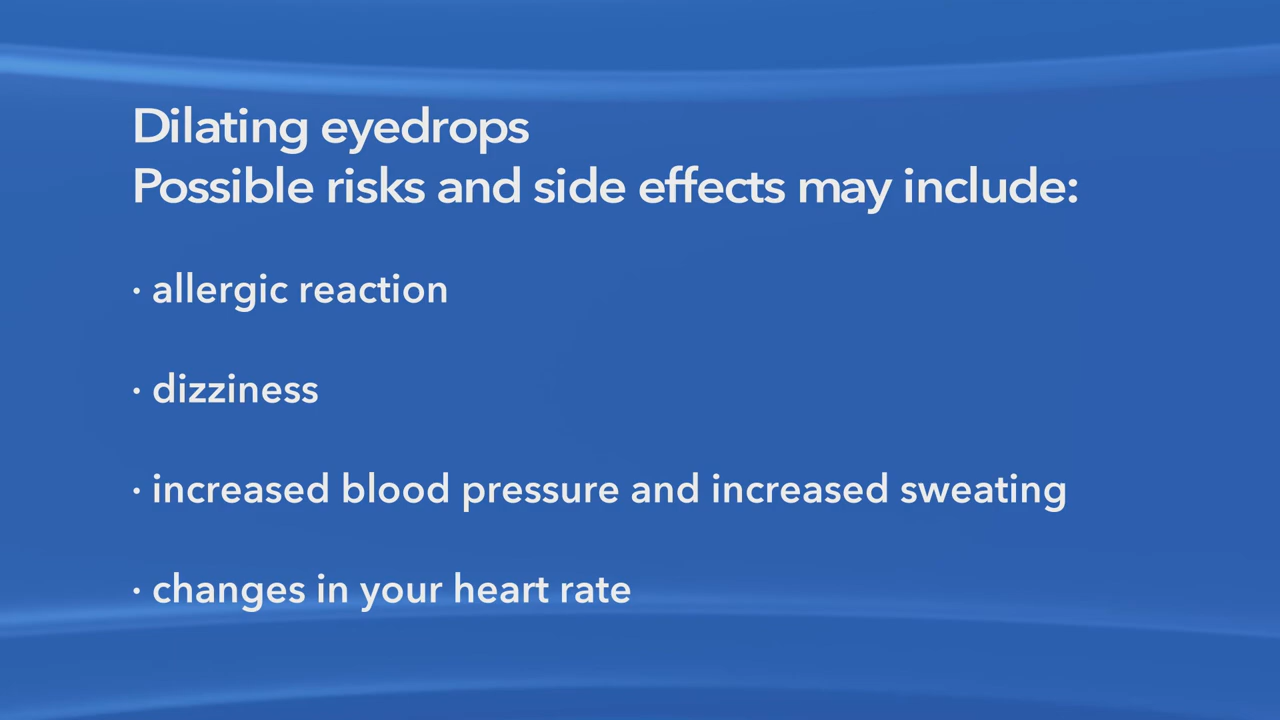 Dilating eyedrops
Possible risks and side effects may include:
· allergic reaction
· dizziness
· increased blood pressure and increased sweating
· changes in your heart rate